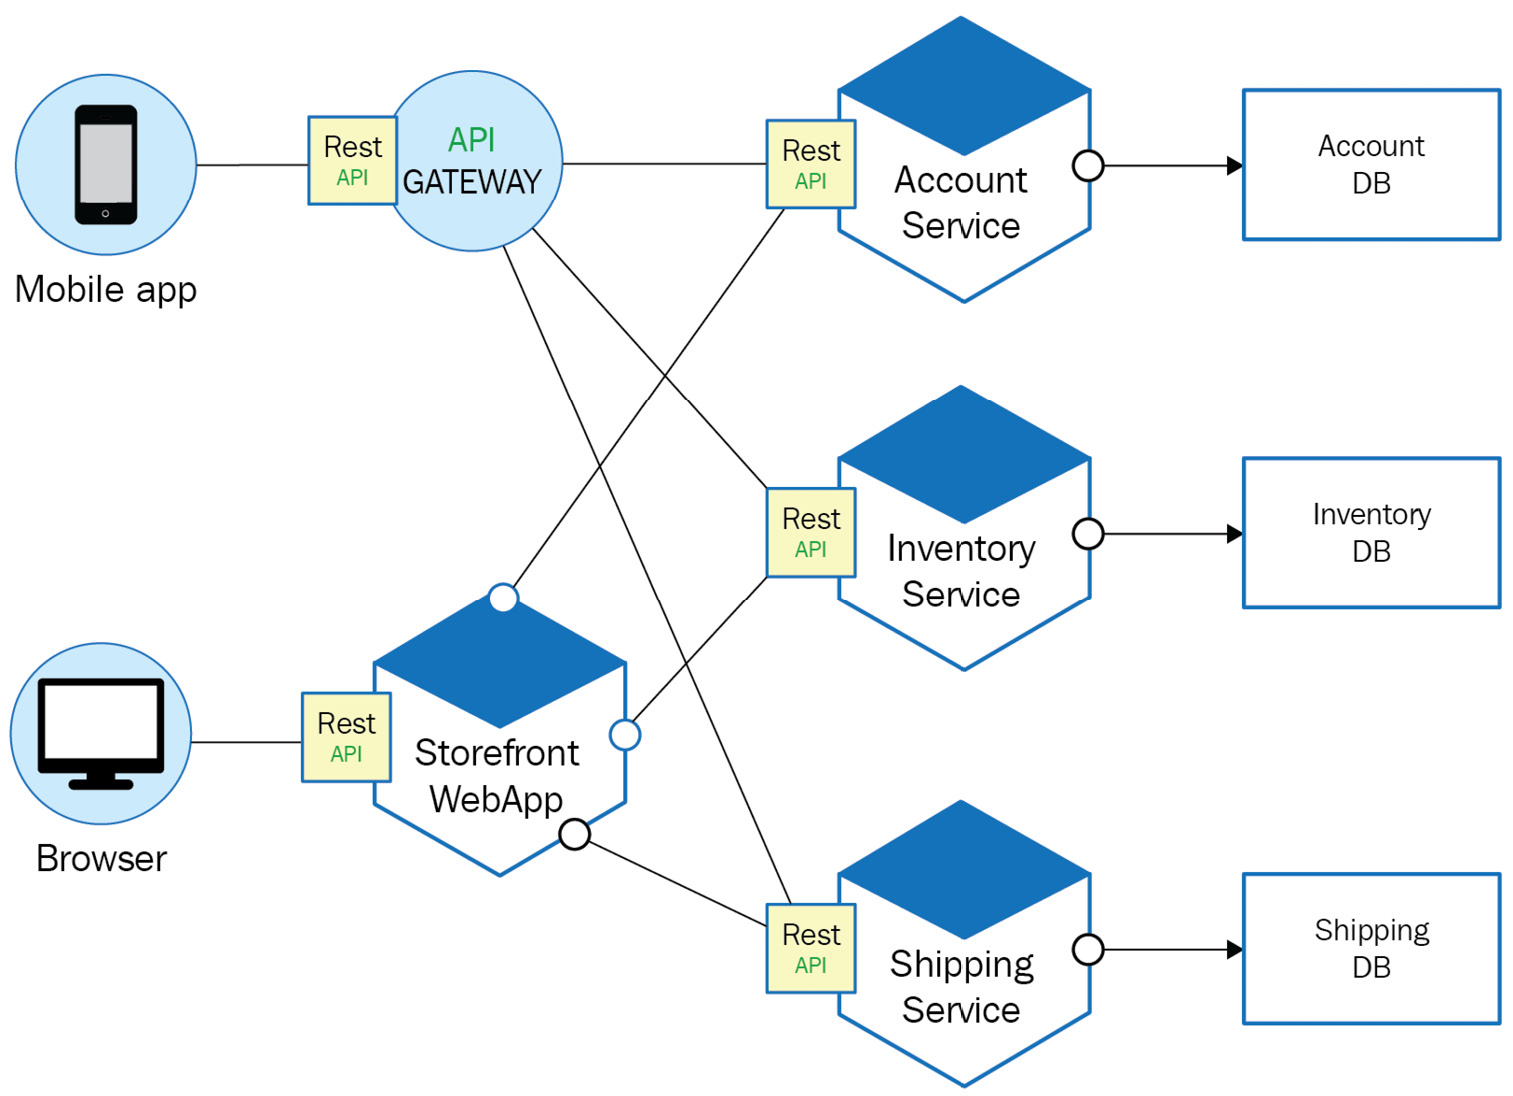 Rest
API
API
GATEWAY
Mobile app
Rest
API
Account
Service
Account
DB
Rest
API
Inventory
Service
Inventory
DB
Rest
API
Storefront
WebApp
Browser
Rest
API
Shipping
Service
Shipping
DB